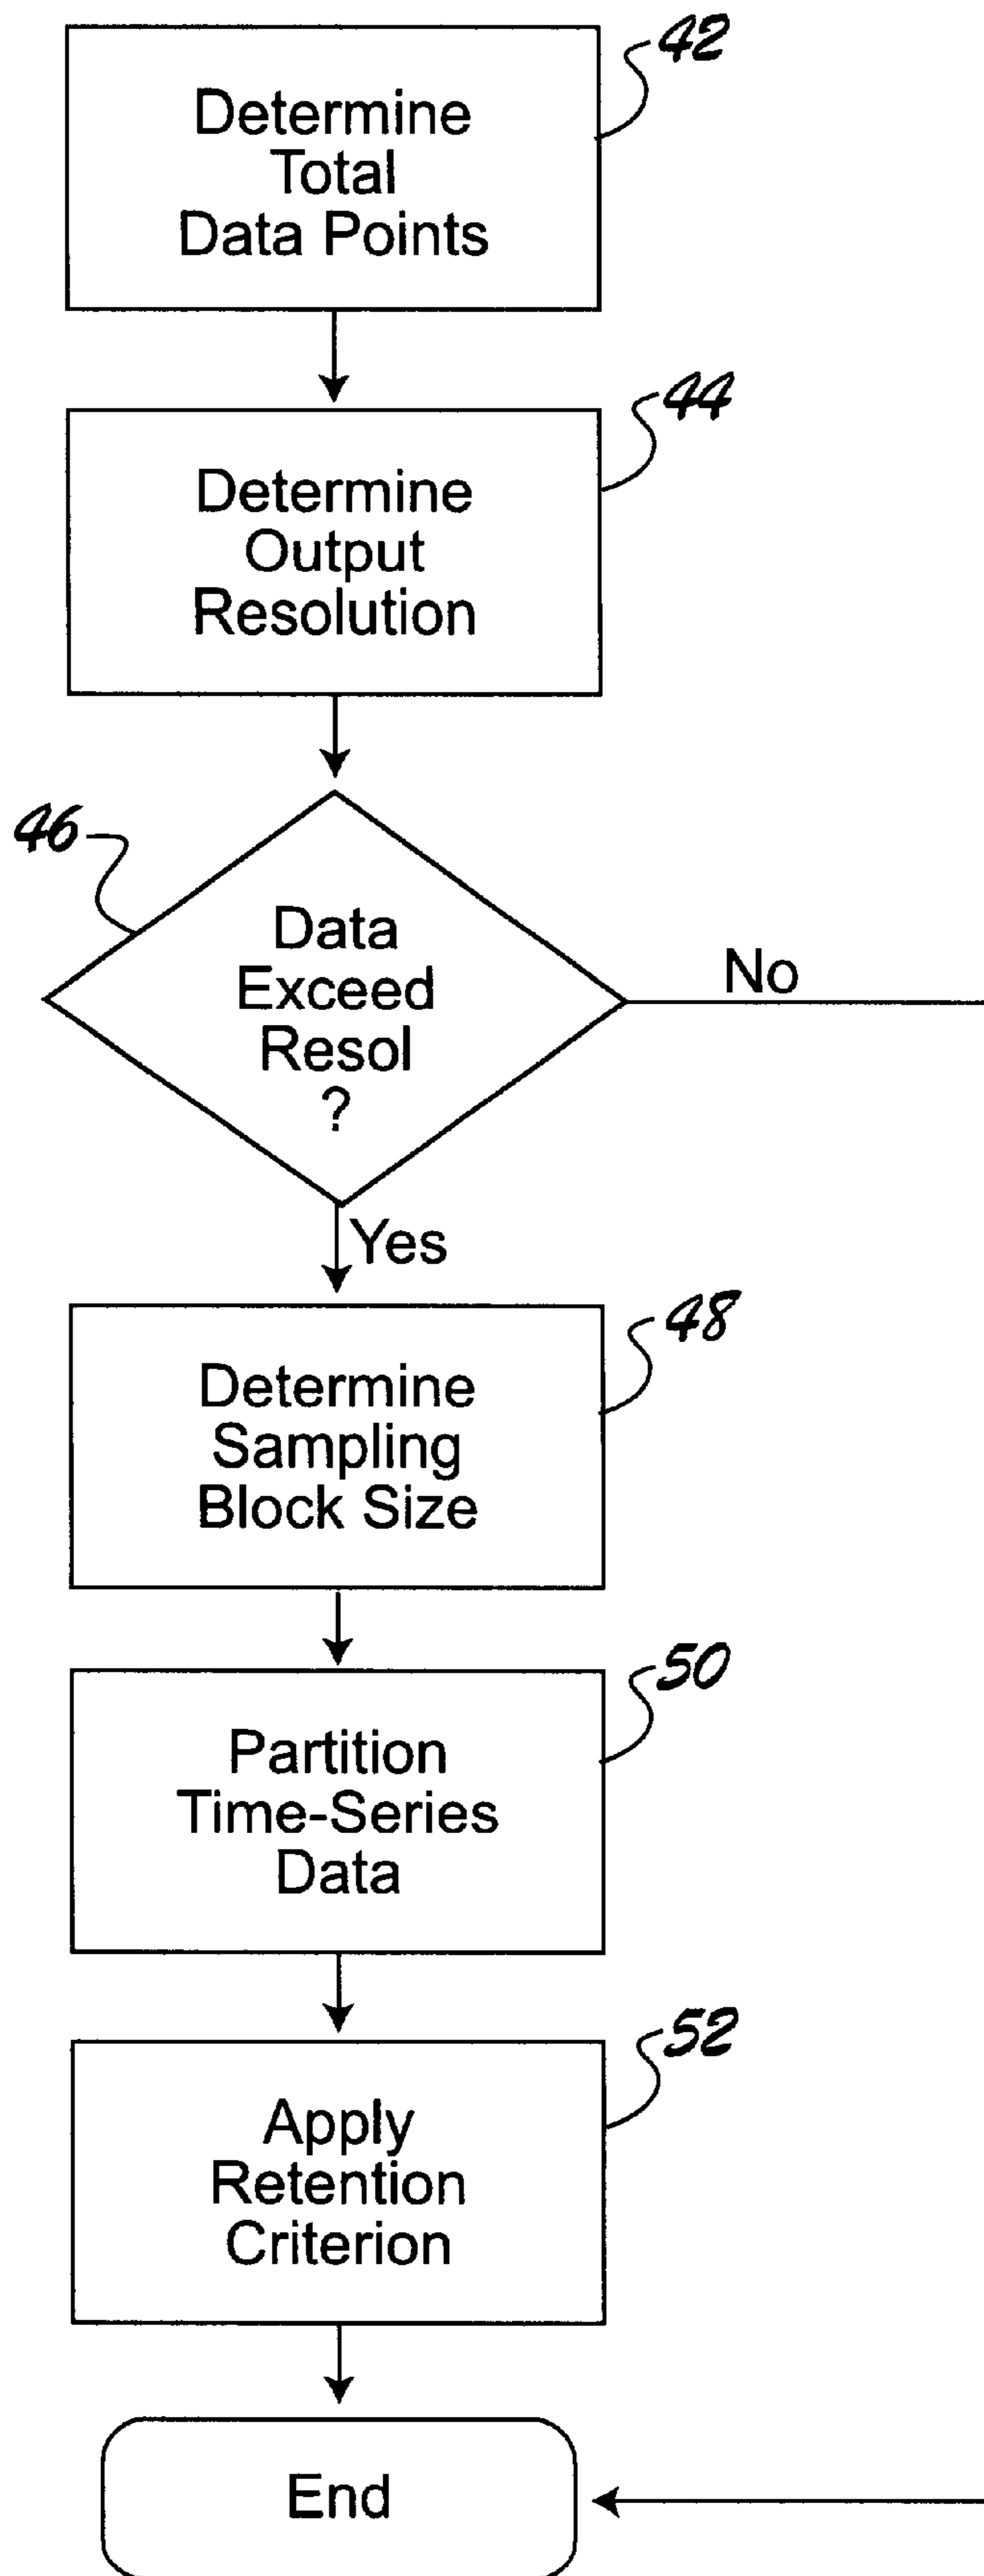 42
Determine
Total
Data Points
44
Determine
Output
Resolution
46
Data
Exceed
Resol
?
No
Yes
48
Determine
Sampling
Block Size
50
Partition
Time-Series
Data
52
Apply
Retention
Criterion
End